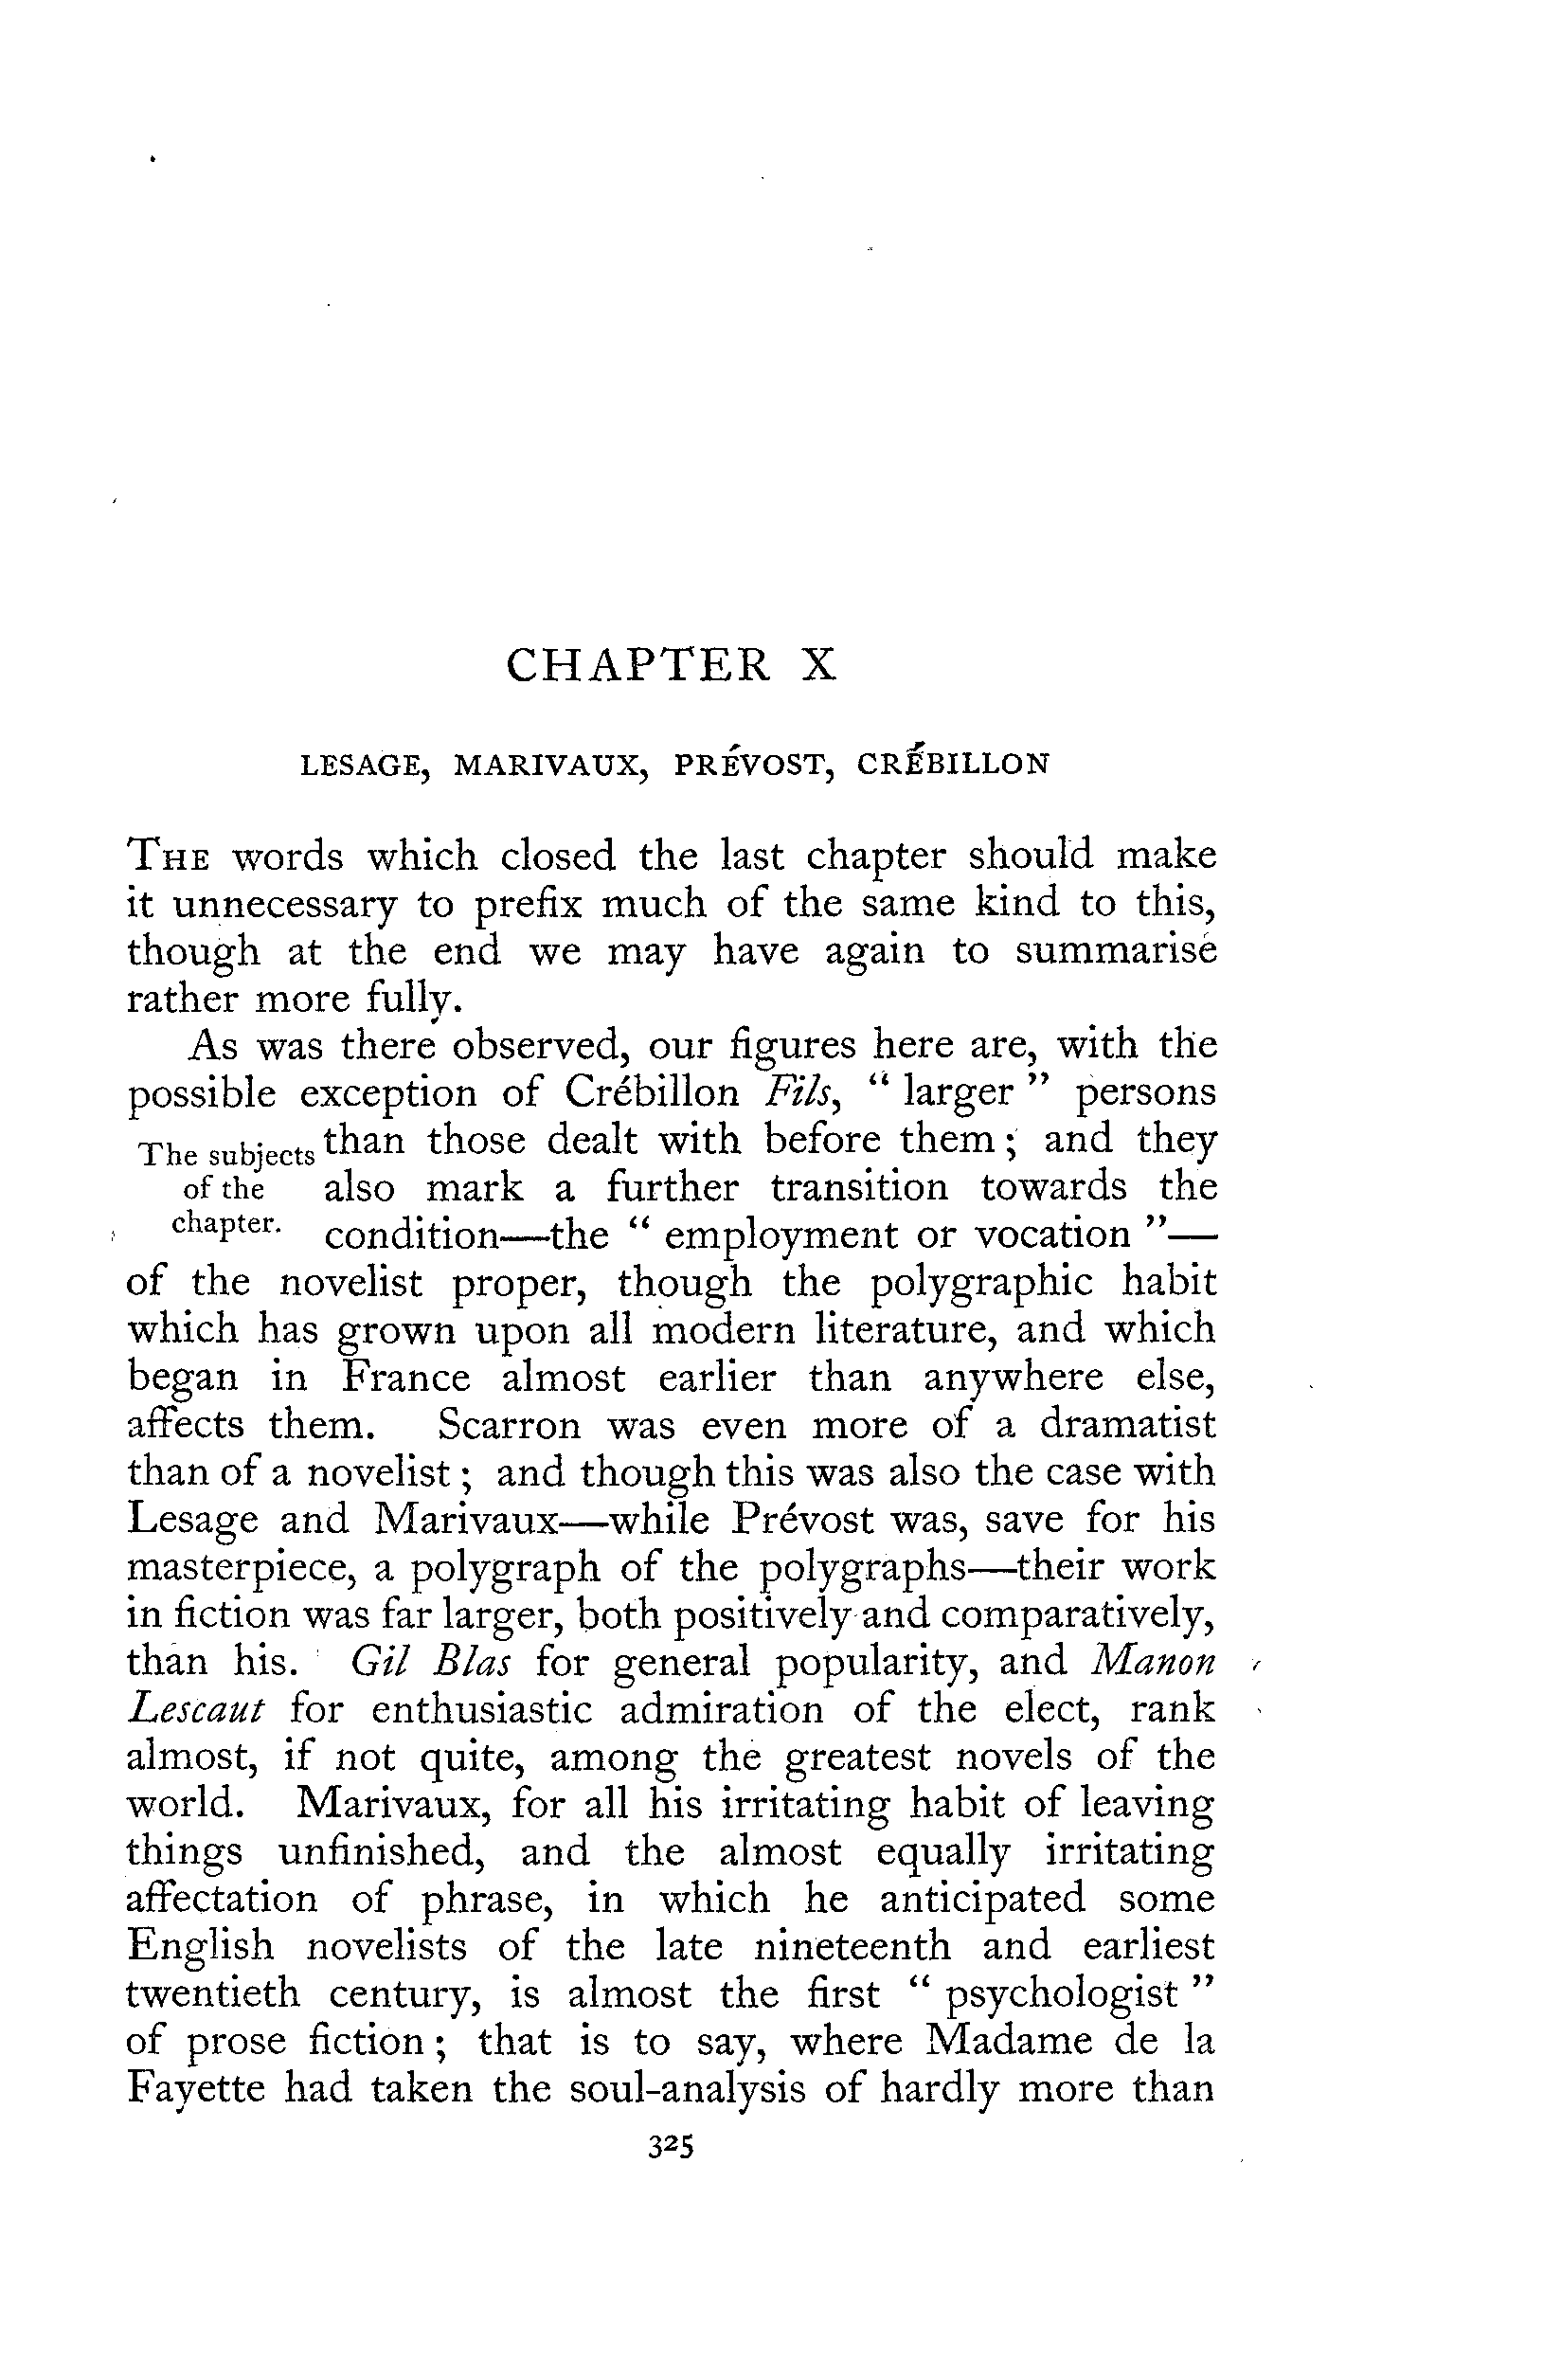 CHAPTER X
LESAGE, MARIVAUX, PRÉVOST, CRÉBILLON
THE words which closed the last chapter should make
it unnecessary to prefix much of the same kind to this,
though at the end we may have again to summarise
rather more fully.
As was there observed, our figures here are, with the
possible exception of Crébillon Fils, “ larger ” persons
The subjects
of the
chapter.
than those dealt with before them ; and they
also mark a further transition towards the
condition—the “ employment or vocation ”—
of the novelist proper, though the polygraphic habit
which has grown upon all modern literature, and which
began in France almost earlier than anywhere else,
affects them. Scarron was even more of a dramatist
than of a novelist ; and though this was also the case with
Lesage and Marivaux—while Prévost was, save for his
masterpiece, a polygraph of the polygraphs—their work
in fiction was far larger, both positively and comparatively,
than his. Gil Blas for general popularity, and Manon
Lescaut for enthusiastic admiration of the elect, rank
almost, if not quite, among the greatest novels of the
world. Marivaux, for all his irritating habit of leaving
things unfinished, and the almost equally irritating
affectation of phrase, in which he anticipated some
English novelists of the late nineteenth and earliest
twentieth century, is almost the first “ psychologist ”
of prose fiction ; that is to say, where Madame de la
Fayette had taken the soul-analysis of hardly more than
325